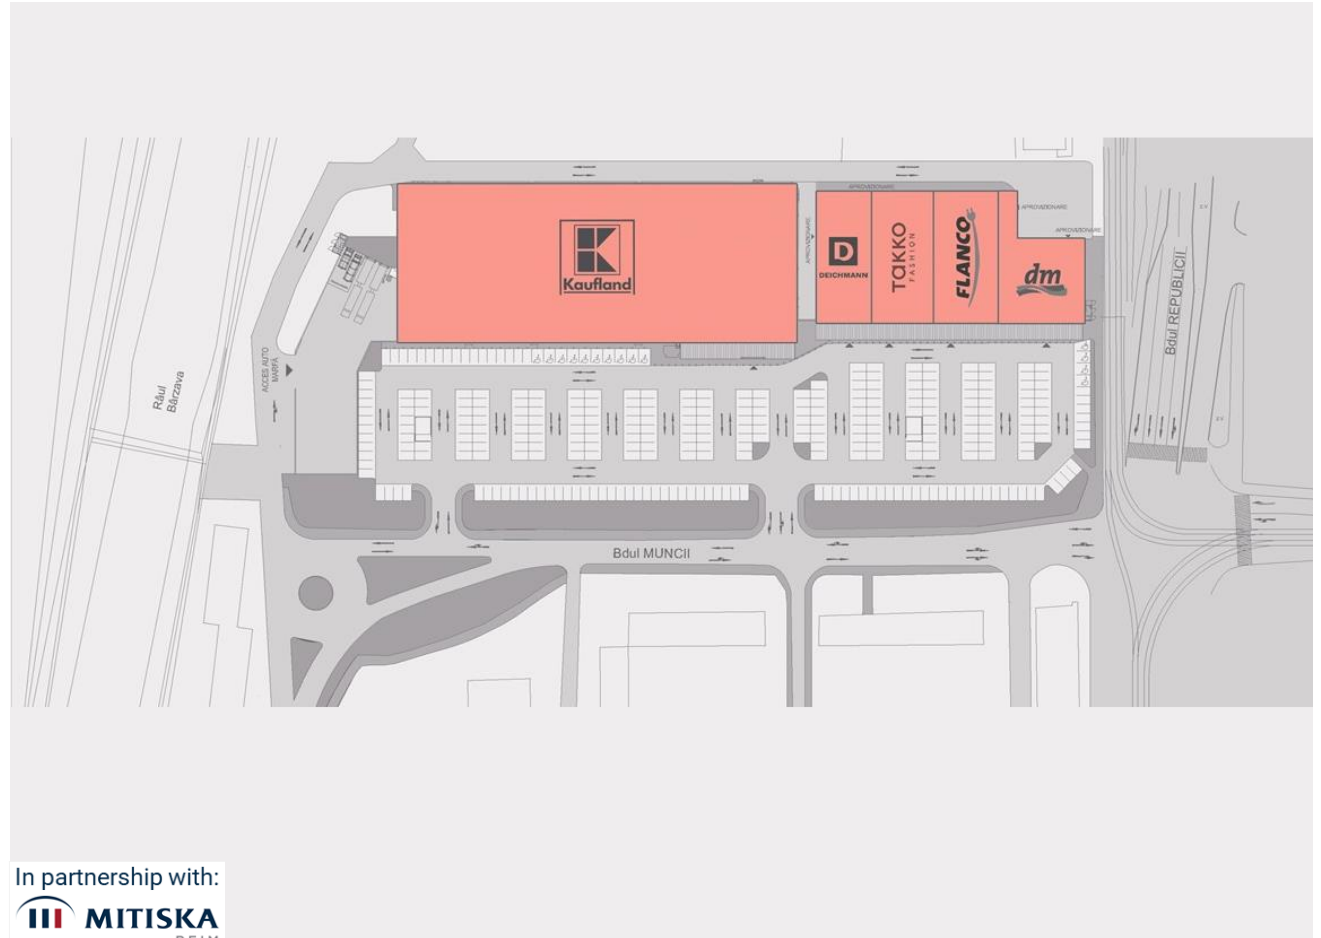 APROVIZIONARE
APROVIZIONARE
APROVIZIONARE
APROVIZIONARE
Kaufland
D
DEICHMANN
TAKKO
FASHION
FLANCO
dm
Bdul REPUBLICII
ACCES AUTO
MARFĂ
Râul
Bârzava
Bdul MUNCII
In partnership with:
MITISKA
REIM